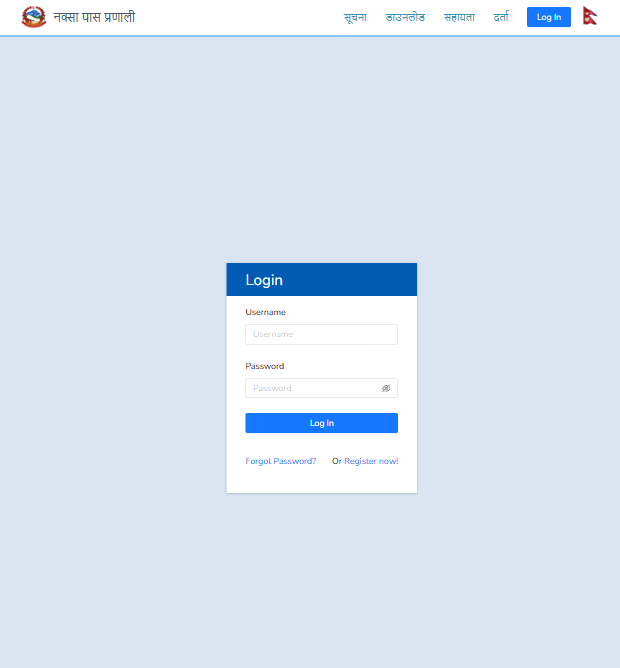 नक्सा पास प्रणाली
सूचना डाउनलोड सहायता दर्ता Log In
Login
Username
Username
Password
Password
Log In
Forgot Password? Or Register now!